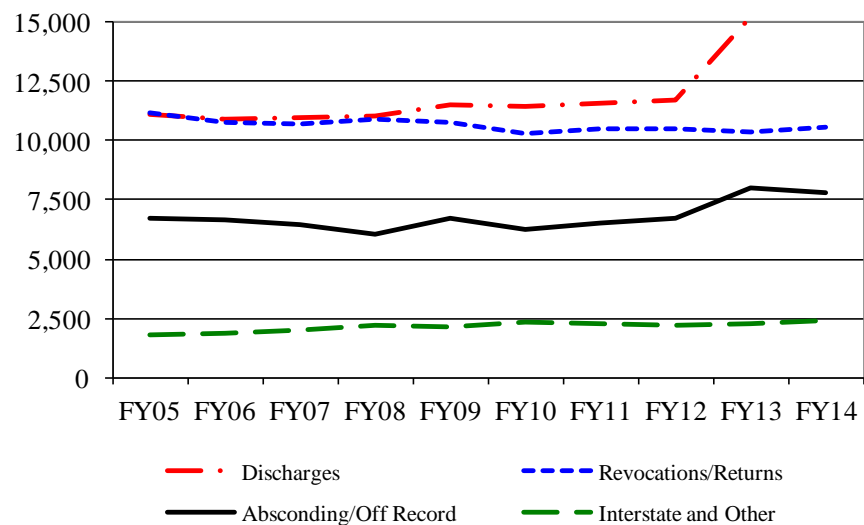 15,000
12,500
10,000
7,500
5,000
2,500
0
FY05 FY06 FY07 FY08 FY09 FY10 FY11 FY12 FY13 FY14
Discharges Revocations/Returns
Absconding/Off Record Interstate and Other